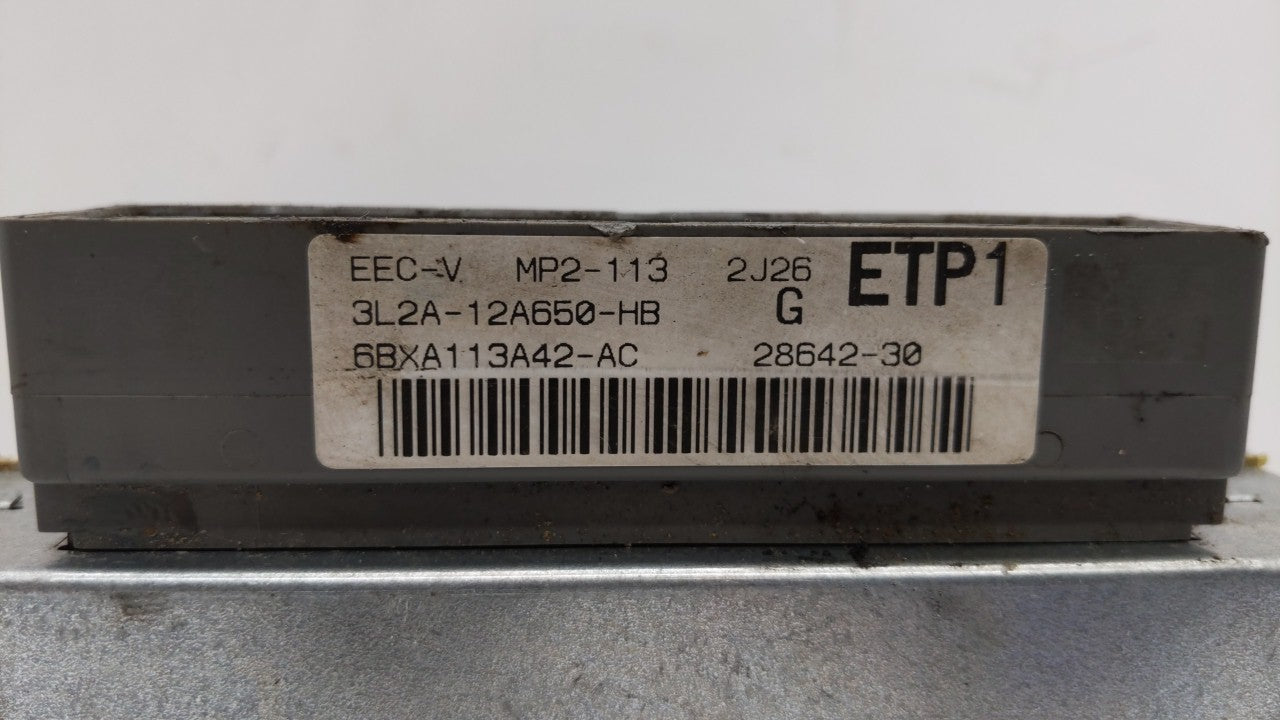 EEC-V MP2-113 2J26 ETP1
3L2A-12A650-HB G
6BXA113A42-AC 28642-30